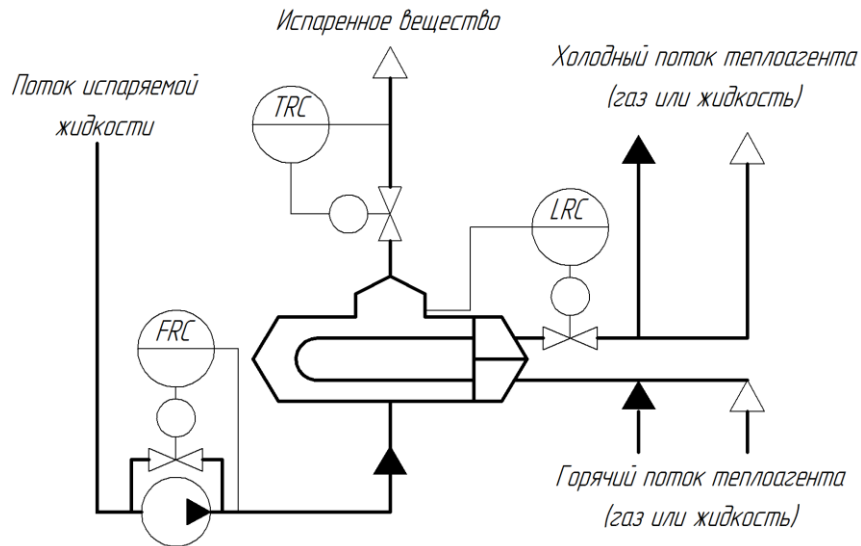 Испаренное вещество
Холодный поток теплоагента
(газ или жидкость)
Поток испаряемой
жидкости
TRC
LRC
FRC
Горячий поток теплоагента
(газ или жидкость)